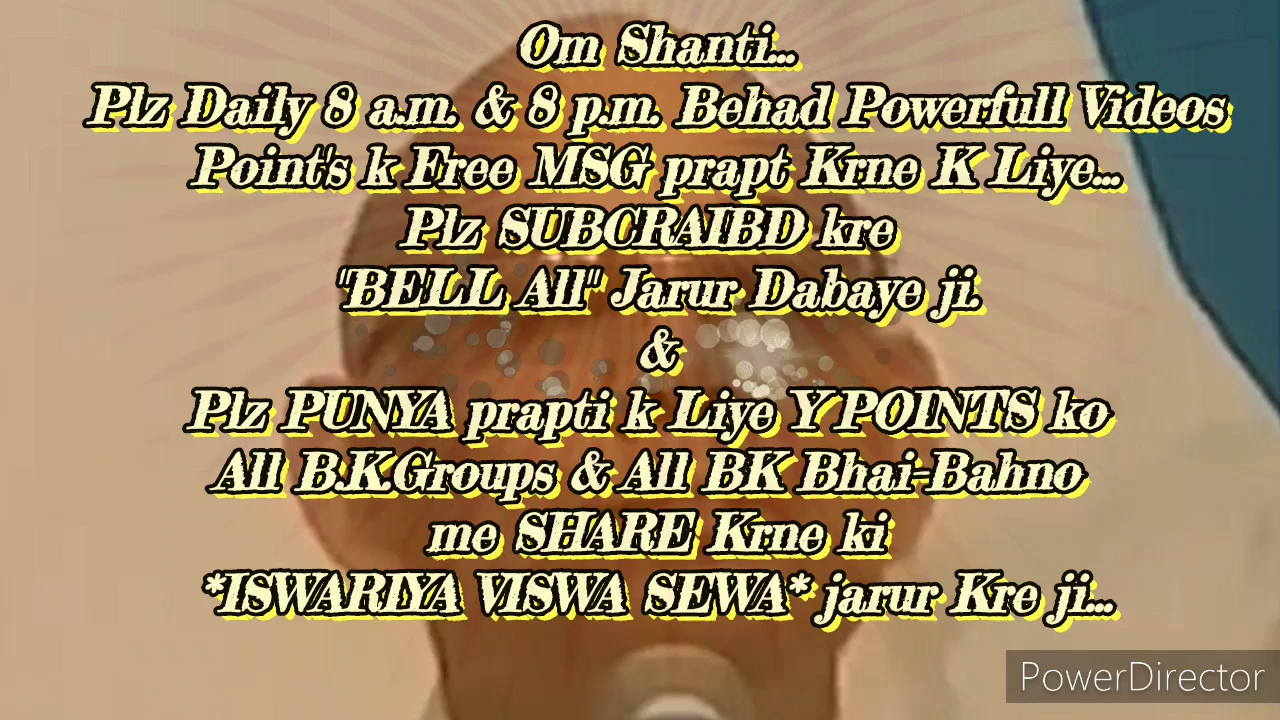 Om Shanti...
Plz Daily 8 a.m. & 8 p.m. Behad Powerfull Videos
Point's k Free MSG prapt Krne K Liye...
Plz SUBCRAIBD kre
"BELL All" Jarur Dabaye ji.
&
Plz PUNYA prapti k Liye Y POINTS ko
All B.K.Groups & All BK Bhai-Bahno
me SHARE Krne ki
*ISWARIYA VISWA SEWA* jarur Kre ji...
PowerDirector